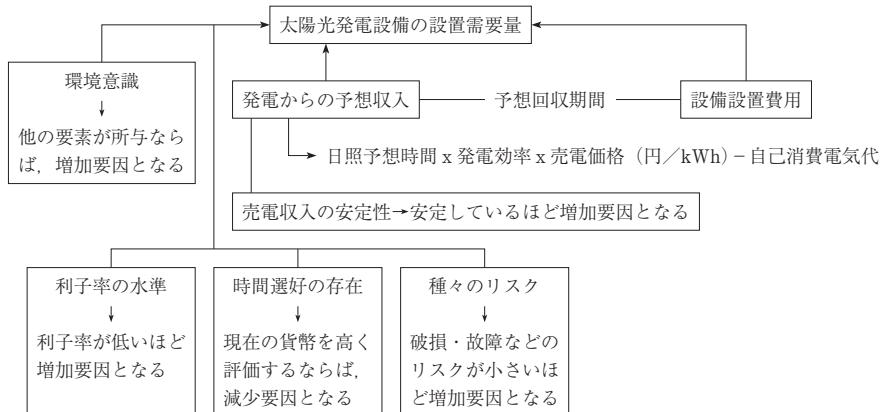 太陽光発電設備の設置需要量
環境意識
↓
他の要素が所与なら
ば，増加要因となる
発電からの予想収入
予想回収期間
設備設置費用
日照予想時間 x 発電効率 x 売電価格（円／kWh）− 自己消費電気代
売電収入の安定性→安定しているほど増加要因となる
利子率の水準
↓
利子率が低いほど
増加要因となる
時間選好の存在
↓
現在の貨幣を高く
評価するならば，
減少要因となる
種々のリスク
↓
破損・故障などの
リスクが小さいほ
ど増加要因となる